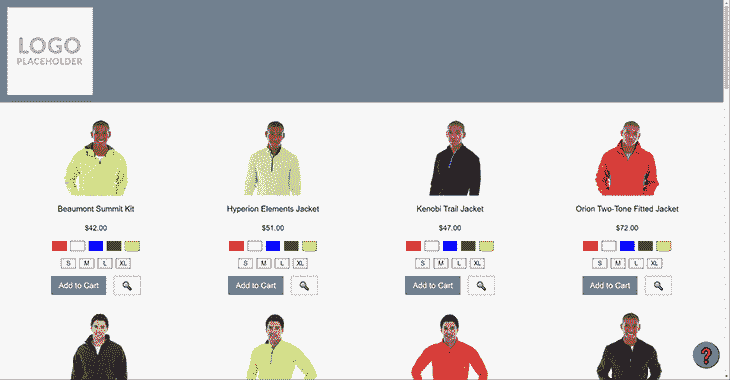 LOGO
PLACEHOLDER
Beaumont Summit Kit
$42.00
S M L XL
Add to Cart
Hyperion Elements Jacket
$51.00
S M L XL
Add to Cart
Kenobi Trail Jacket
$47.00
S M L XL
Add to Cart
Orion Two-Tone Fitted Jacket
$72.00
S M L XL
Add to Cart
?